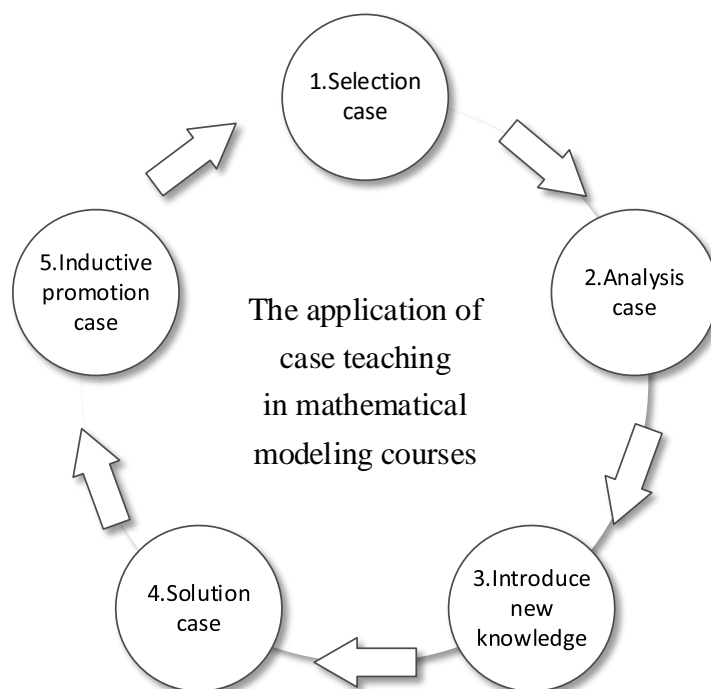 1.Selection
case
2.Analysis
case
3.Introduce
new
knowledge
4.Solution
case
5.Inductive
promotion
case
The application of
case teaching
in mathematical
modeling courses